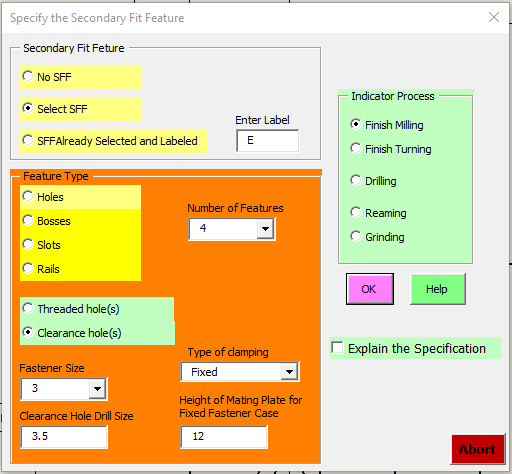 Specify the Secondary Fit Feature
Secondary Fit Feture
No SFF
Select SFF
SFFAlready Selected and Labeled
Enter Label
E
Indicator Process
Finish Milling
Finish Turning
Drilling
Reaming
Grinding
Feature Type
Holes
Bosses
Slots
Rails
Number of Features
4
Threaded hole(s)
Clearance hole(s)
Fastener Size
3
Type of clamping
Fixed
Clearance Hole Drill Size
3.5
Height of Mating Plate for
Fixed Fastener Case
12
OK
Help
Explain the Specification
Abort